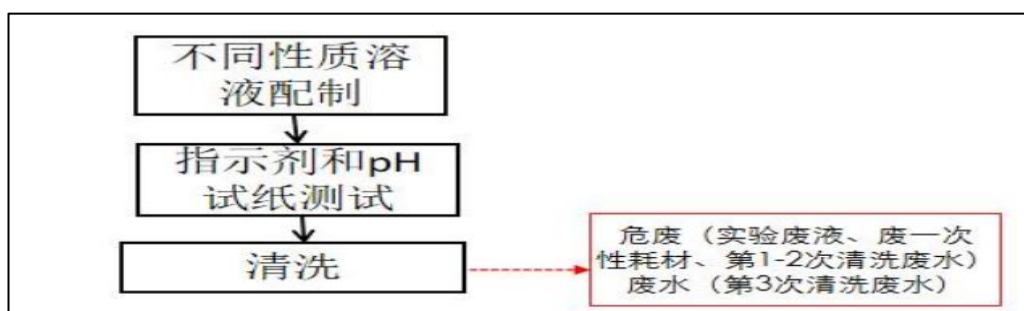 不同性质溶
液配制
指示剂和pH
试纸测试
清洗
危废（实验废液、废一次
性耗材、第1-2次清洗废水）
废水（第3次清洗废水）